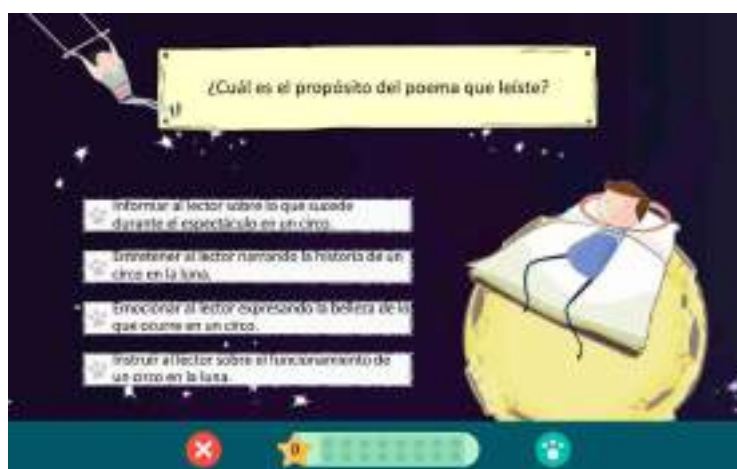 ¿Cuál es el propósito del poema que leíste?
Informar al lector sobre lo que sucede
durante el espectáculo en un circo.
Entretener al lector narrando la historia de un
circo en la luna.
Emocionar al lector expresando la belleza de lo
que ocurre en un circo.
Instruir al lector sobre el funcionamiento de
un circo en la luna.
0